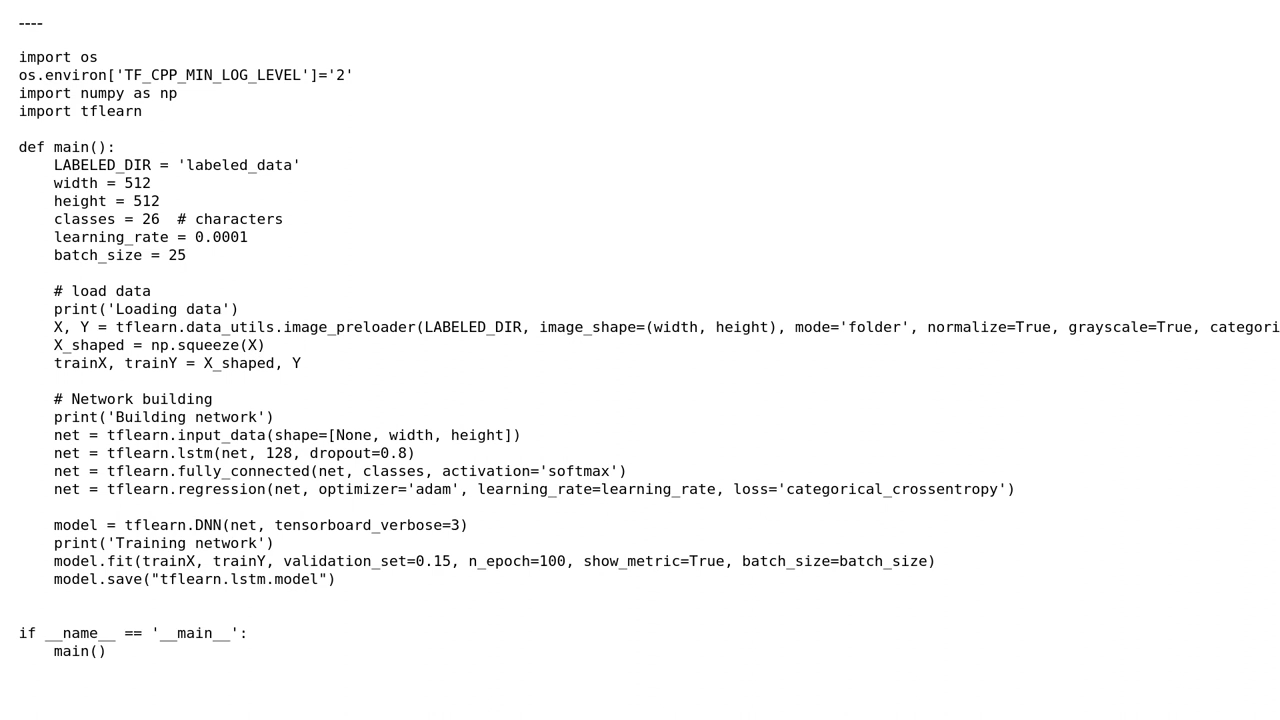 ----
import os
os.environ['TF_CPP_MIN_LOG_LEVEL']='2'
import numpy as np
import tflearn
def main():
    LABELED_DIR = 'labeled_data'
    width = 512
    height = 512
    classes = 26  # characters
    learning_rate = 0.0001
    batch_size = 25
    # load data
    print('Loading data')
    X, Y = tflearn.data_utils.image_preloader(LABELED_DIR, image_shape=(width, height), mode='folder', normalize=True, grayscale=True, categori
    X_shaped = np.squeeze(X)
    trainX, trainY = X_shaped, Y
    # Network building
    print('Building network')
    net = tflearn.input_data(shape=[None, width, height])
    net = tflearn.lstm(net, 128, dropout=0.8)
    net = tflearn.fully_connected(net, classes, activation='softmax')
    net = tflearn.regression(net, optimizer='adam', learning_rate=learning_rate, loss='categorical_crossentropy')
    model = tflearn.DNN(net, tensorboard_verbose=3)
    print('Training network')
    model.fit(trainX, trainY, validation_set=0.15, n_epoch=100, show_metric=True, batch_size=batch_size)
    model.save("tflearn.lstm.model")
if __name__ == '__main__':
    main()